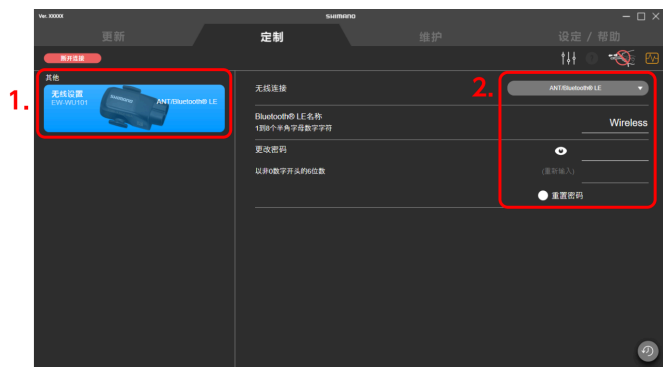 Ver. XXXX
SHIMANO
更新
定制
维护
设定 / 帮助
断开连接
1.
其他
无线设置
EW-WU101
SHIMANO
ANT/Bluetooth® LE
2.
无线连接
ANT/Bluetooth® LE
Bluetooth® LE名称
1到8个半角字母数字字符
Wireless
更改密码
以非0数字开头的6位数
(重新输入)
重置密码